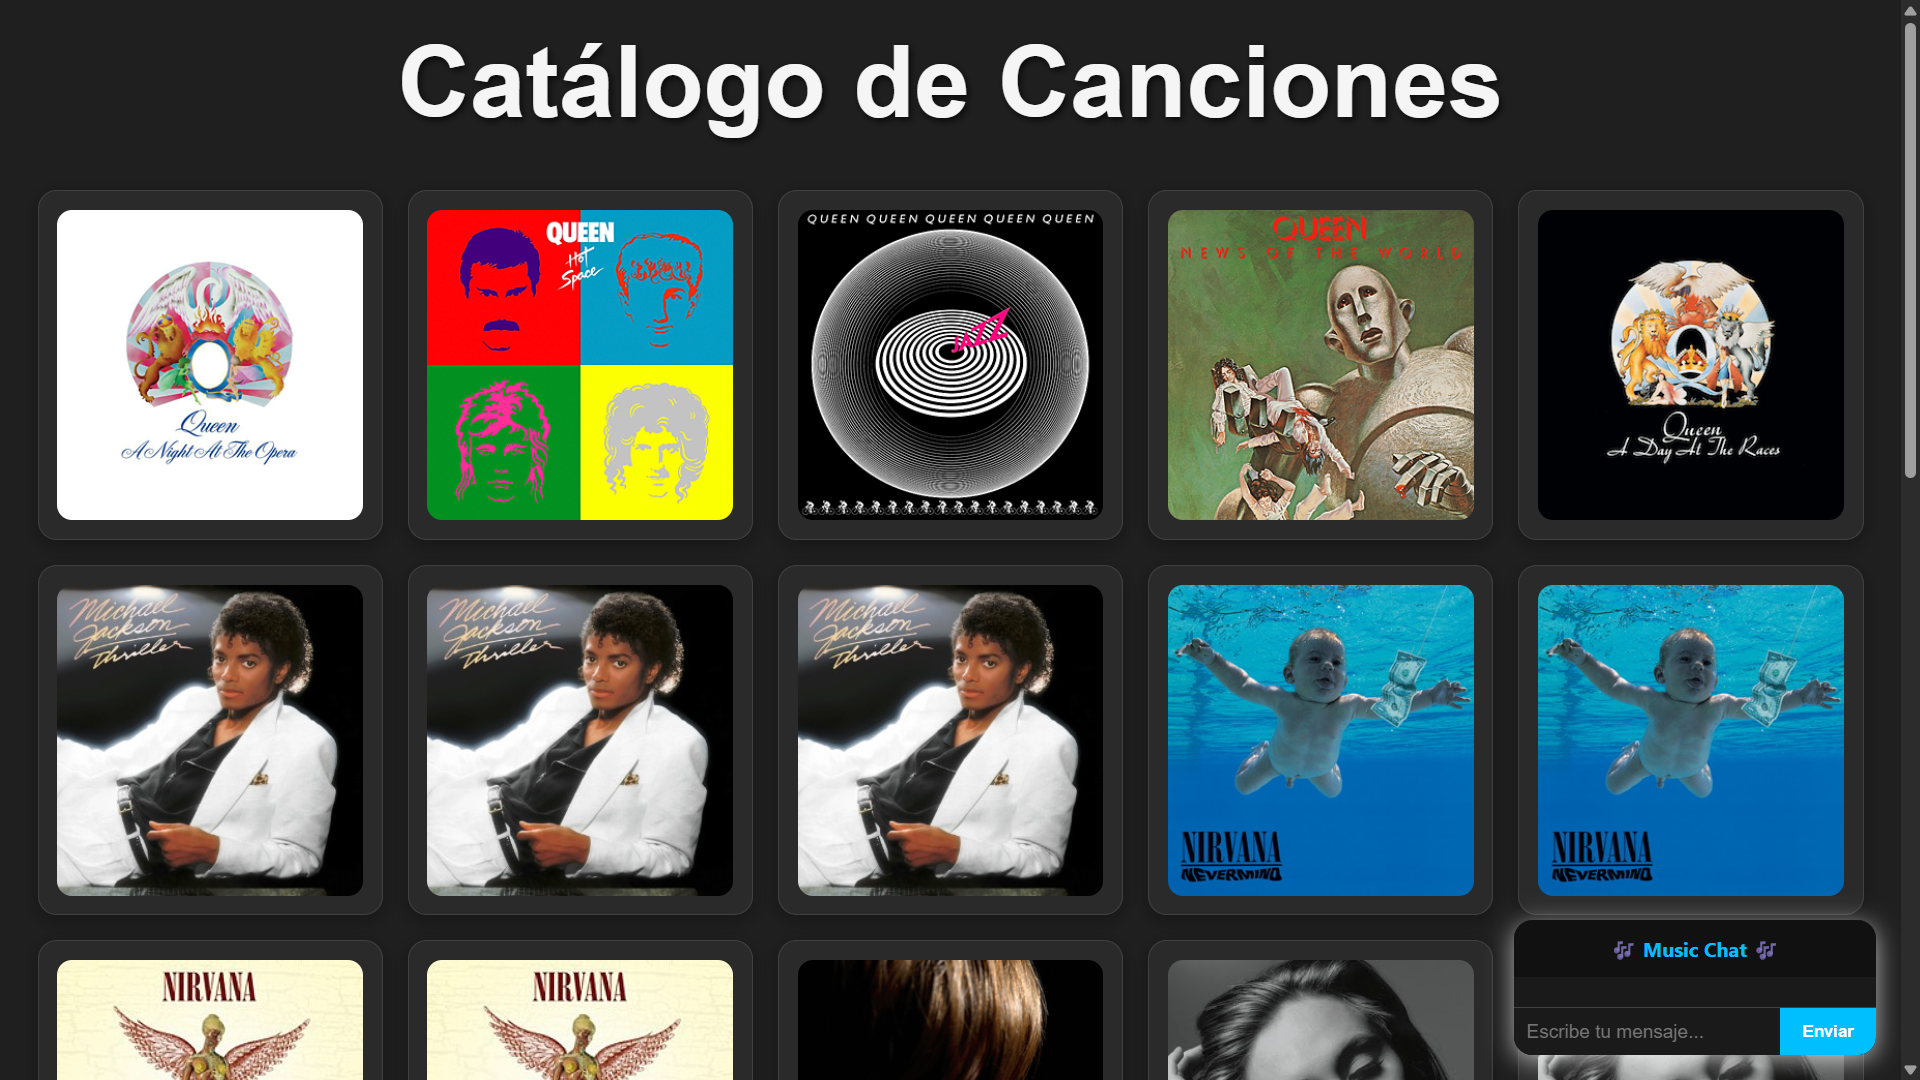 Catálogo de Canciones
Queen
A Night At The Opera
QUEEN
Hot
Space
QUEEN QUEEN QUEEN QUEEN QUEEN
JAZZ
QUEEN
NEWS OF THE WORLD
Queen
A Day At The Races
Michael
Jackson
Thriller
Michael
Jackson
Thriller
Michael
Jackson
Thriller
NIRVANA
NEVERMIND
NIRVANA
NEVERMIND
NIRVANA
NIRVANA
🎶 Music Chat 🎶
Escribe tu mensaje...
Enviar